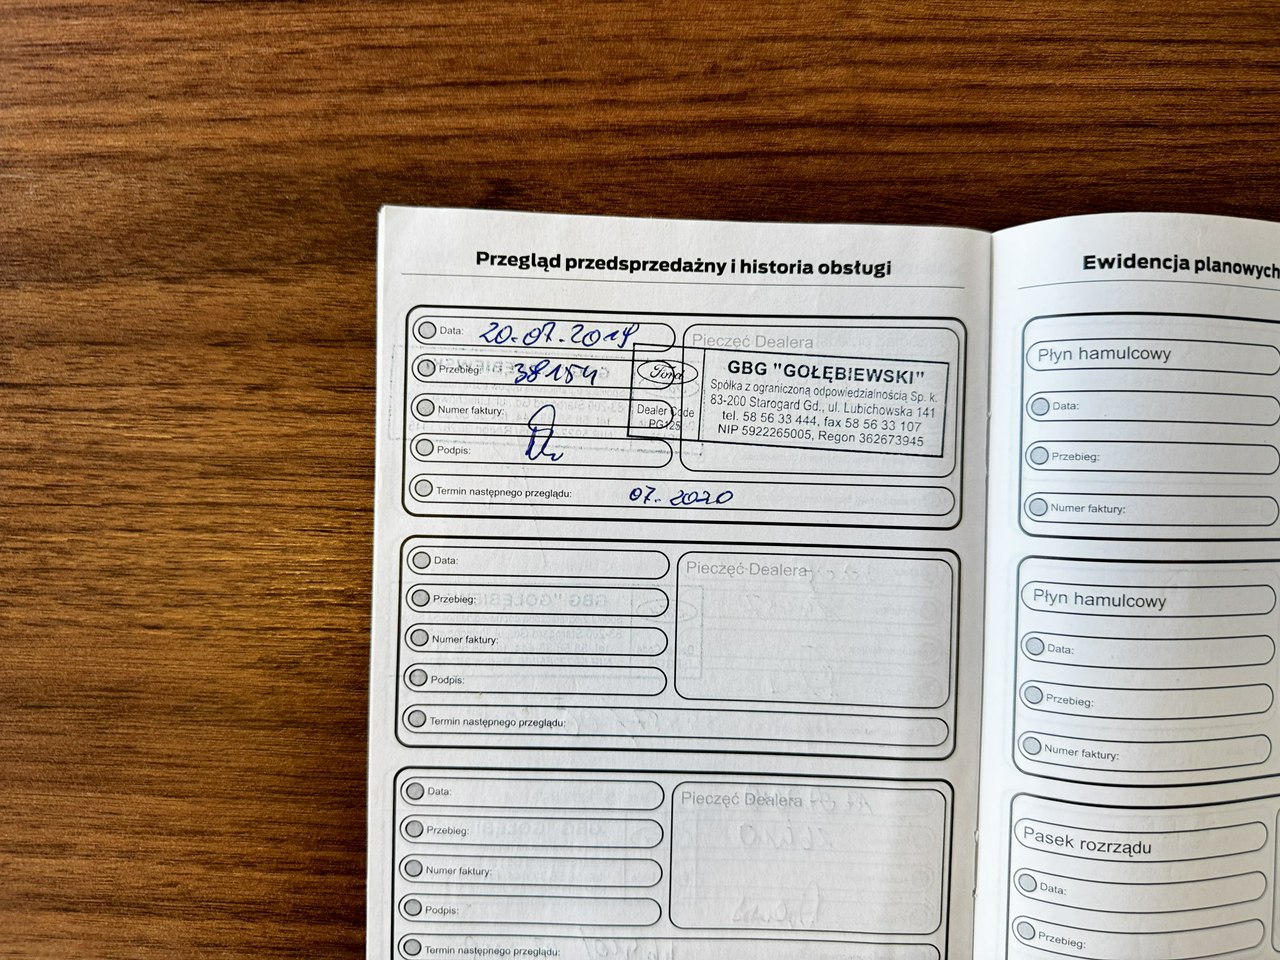 Przegląd przedsprzedażny i historia obsługi
Data: 20.07.2019
Przebieg: 38154
Numer faktury:
Podpis:
Termin następnego przeglądu: 07.2020
Pieczęć Dealera
Ford
Dealer Code
PG125
GBG "GOŁĘBIEWSKI"
Spółka z ograniczoną odpowiedzialnością Sp. k.
83-200 Starogard Gd., ul. Lubichowska 141
tel. 58 56 33 444, fax 58 56 33 107
NIP 5922265005, Regon 362673945
Data:
Przebieg:
Numer faktury:
Podpis:
Termin następnego przeglądu:
Pieczęć Dealera
Data:
Przebieg:
Numer faktury:
Podpis:
Termin następnego przeglądu:
Pieczęć Dealera
Ewidencja planowych
Płyn hamulcowy
Data:
Przebieg:
Numer faktury:
Płyn hamulcowy
Data:
Przebieg:
Numer faktury:
Pasek rozrządu
Data:
Przebieg: